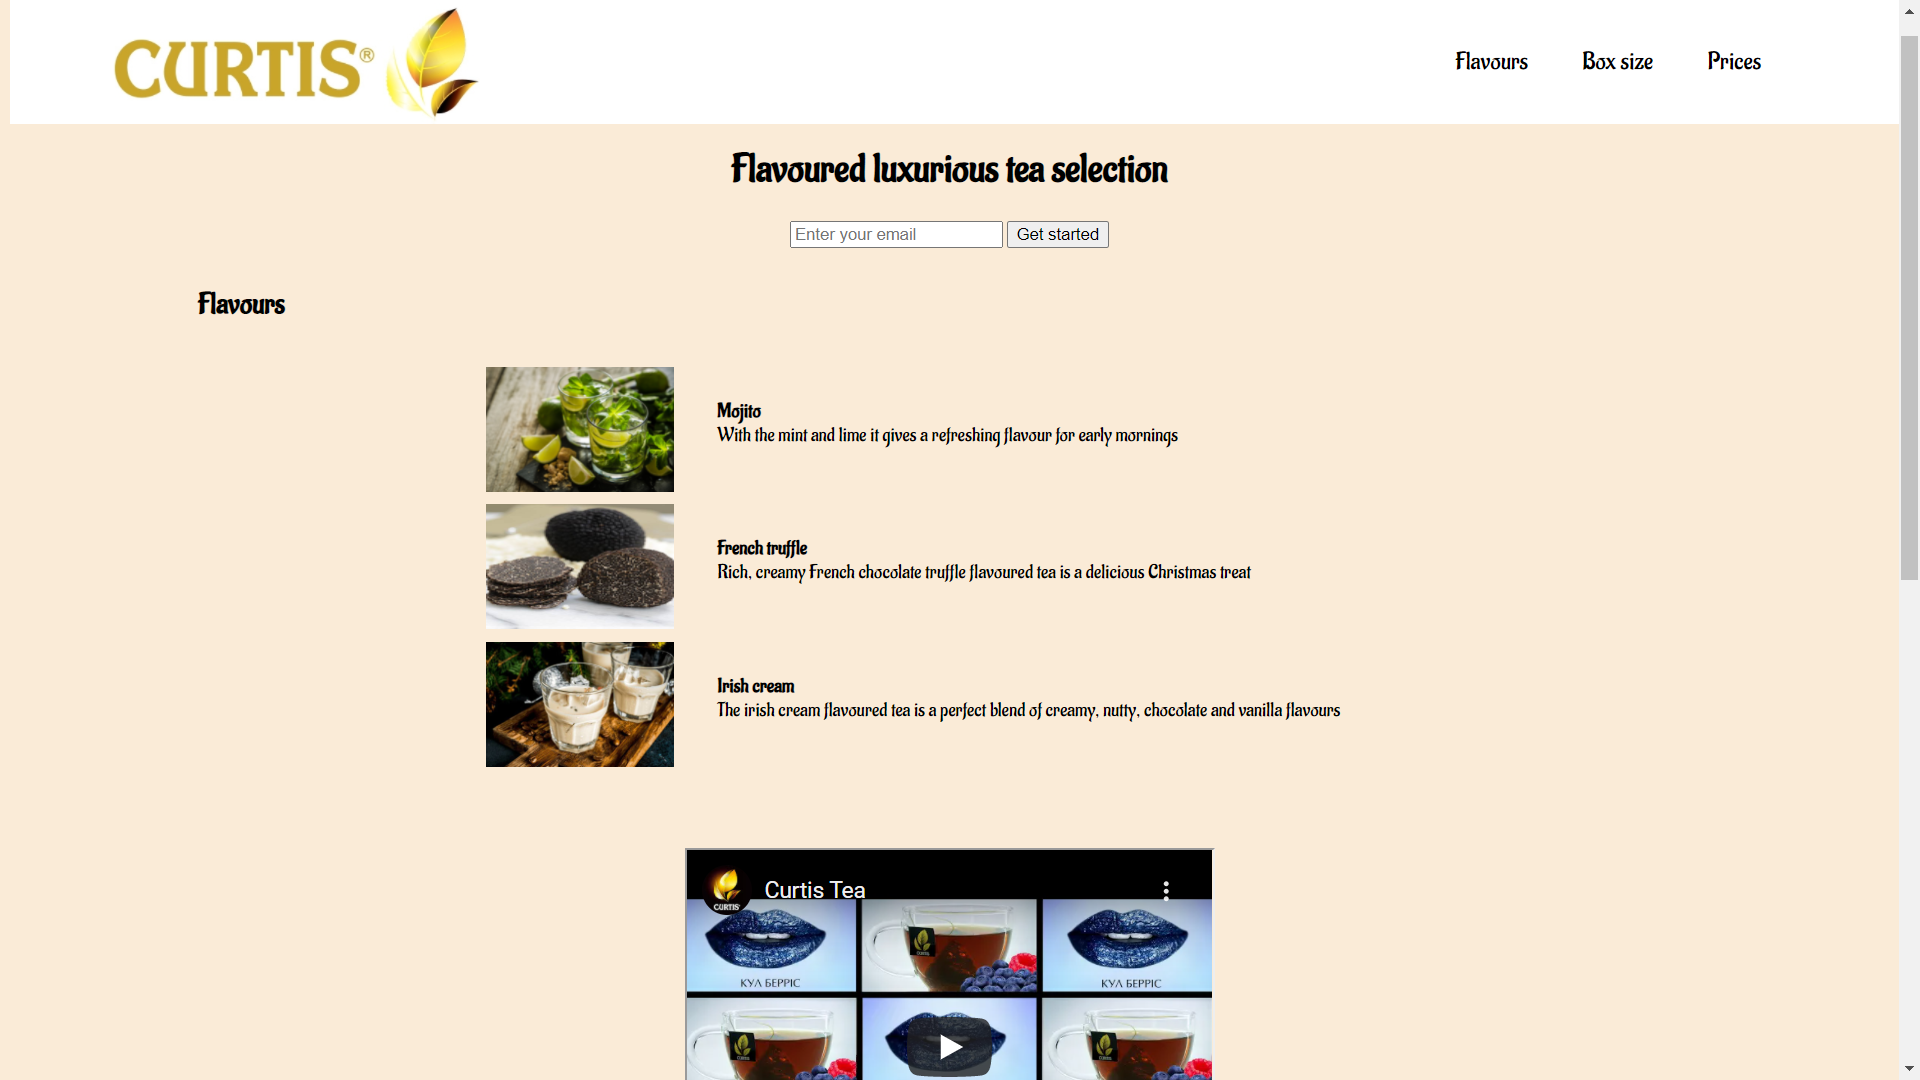 CURTIS®
Flavours
Box size
Prices
Flavoured luxurious tea selection
Enter your email
Get started
Flavours
Mojito
With the mint and lime it gives a refreshing flavour for early mornings
French truffle
Rich, creamy French chocolate truffle flavoured tea is a delicious Christmas treat
Irish cream
The irish cream flavoured tea is a perfect blend of creamy, nutty, chocolate and vanilla flavours
CURTIS
Curtis Tea
КУЛ БЕРРІС
КУЛ БЕРРІС